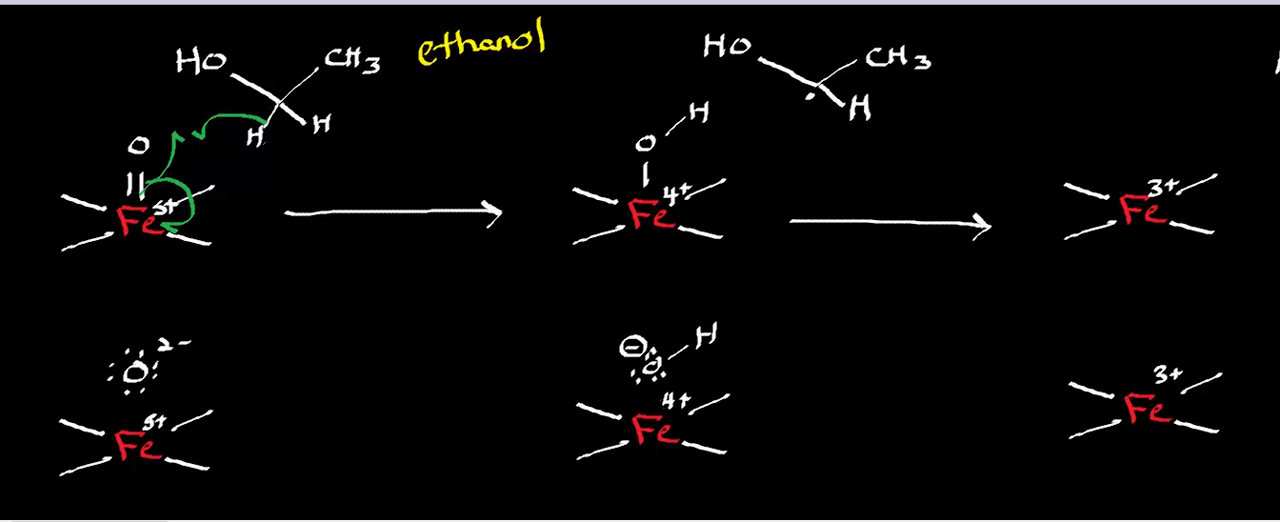 HO CH3 ethanol HO CH3
H H H
O O H
Fe 5+ Fe 4+ Fe 3+
O 2- ⊖ O H
Fe 5+ Fe 4+ Fe 3+